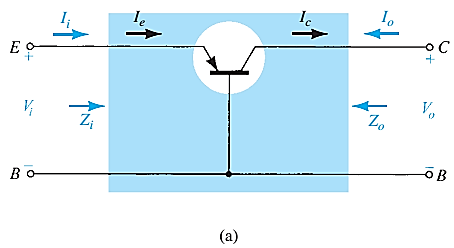 I_i I_e I_c I_o
E C
+ +
V_i Z_i Z_o V_o
− −
B B
(a)